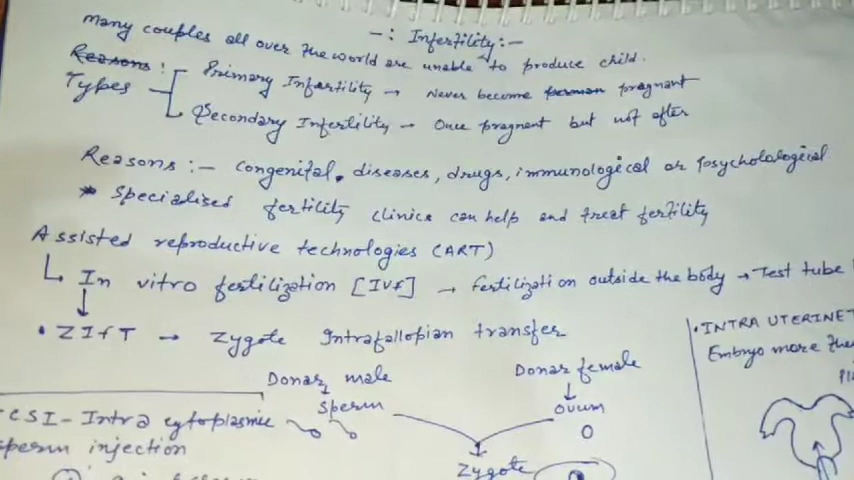 -: Infertility:-
Many couples all over the world are unable to produce child.
Reasons:
Types
Primary Infartility → Never become pregnant
Secondary Infertility → Once pregnant but not after
Reasons :- Congenital, diseases, drugs, immunological or Psycholalogical
* Specialised fertility clinics can help and treat fertility
Assisted reproductive technologies (ART)
In vitro fertilization [IVf] → fertilization outside the body → Test tube
• ZIfT → Zygote Intrafallopian transfer
• INTRA UTERINE
Embryo more
Donar male
Donar female
Sperm
Ovum
Zygote
CSI - Intra cytoplasmic
sperm injection